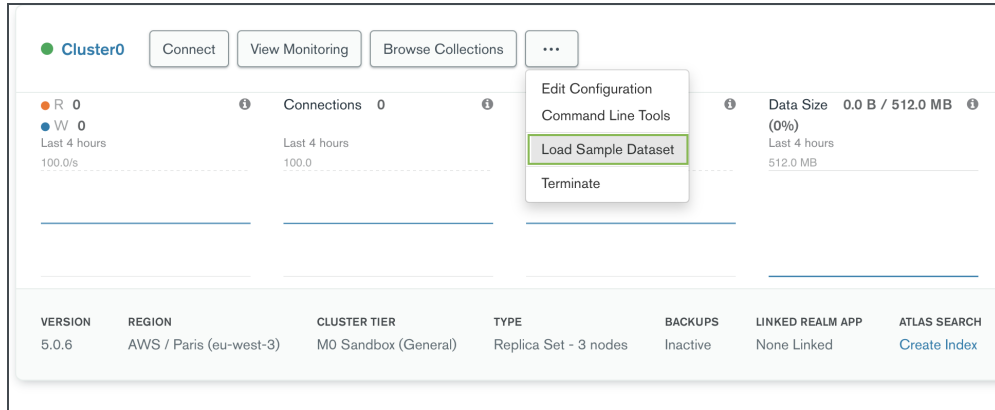 Cluster0
Connect
View Monitoring
Browse Collections
...
Edit Configuration
Command Line Tools
Load Sample Dataset
Terminate
R 0
W 0
Last 4 hours
100.0/s
Connections 0
Last 4 hours
100.0
Data Size 0.0 B / 512.0 MB
(0%)
Last 4 hours
512.0 MB
VERSION
5.0.6
REGION
AWS / Paris (eu-west-3)
CLUSTER TIER
M0 Sandbox (General)
TYPE
Replica Set - 3 nodes
BACKUPS
Inactive
LINKED REALM APP
None Linked
ATLAS SEARCH
Create Index